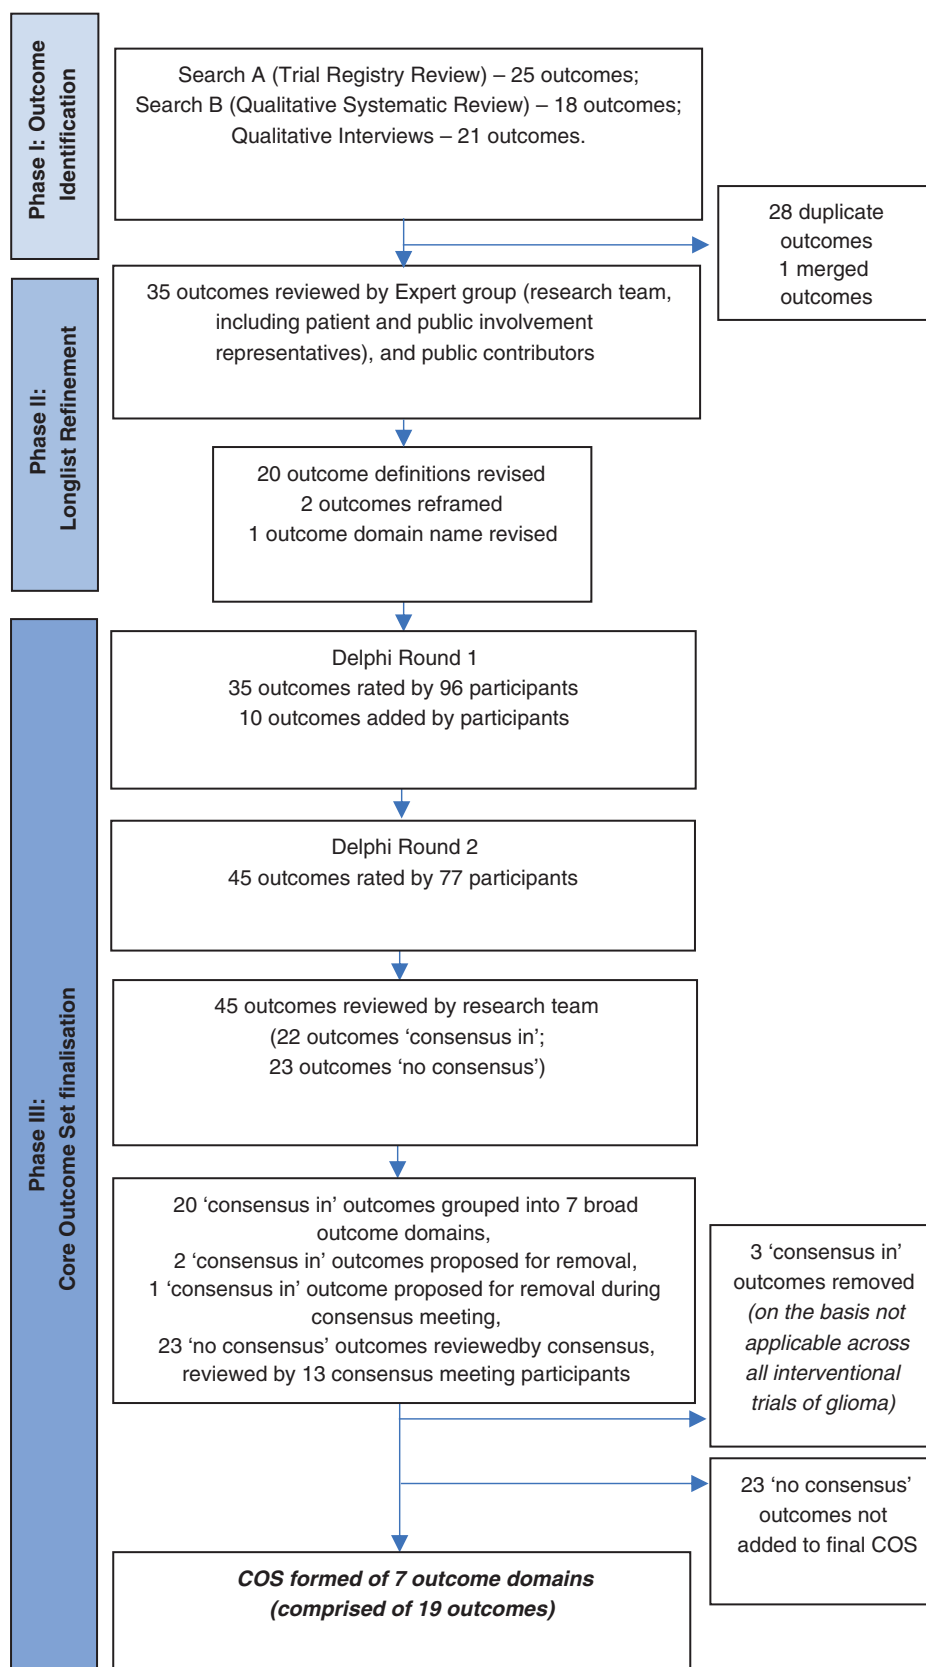 Phase I: Outcome
Identification
Search A (Trial Registry Review) – 25 outcomes;
Search B (Qualitative Systematic Review) – 18 outcomes;
Qualitative Interviews – 21 outcomes.
28 duplicate
outcomes
1 merged
outcomes
Phase II:
Longlist Refinement
35 outcomes reviewed by Expert group (research team,
including patient and public involvement
representatives), and public contributors
20 outcome definitions revised
2 outcomes reframed
1 outcome domain name revised
Phase III:
Core Outcome Set finalisation
Delphi Round 1
35 outcomes rated by 96 participants
10 outcomes added by participants
Delphi Round 2
45 outcomes rated by 77 participants
45 outcomes reviewed by research team
(22 outcomes ‘consensus in’;
23 outcomes ‘no consensus’)
20 ‘consensus in’ outcomes grouped into 7 broad
outcome domains,
2 ‘consensus in’ outcomes proposed for removal,
1 ‘consensus in’ outcome proposed for removal during
consensus meeting,
23 ‘no consensus’ outcomes reviewedby consensus,
reviewed by 13 consensus meeting participants
3 ‘consensus in’
outcomes removed
(on the basis not
applicable across
all interventional
trials of glioma)
23 ‘no consensus’
outcomes not
added to final COS
COS formed of 7 outcome domains
(comprised of 19 outcomes)